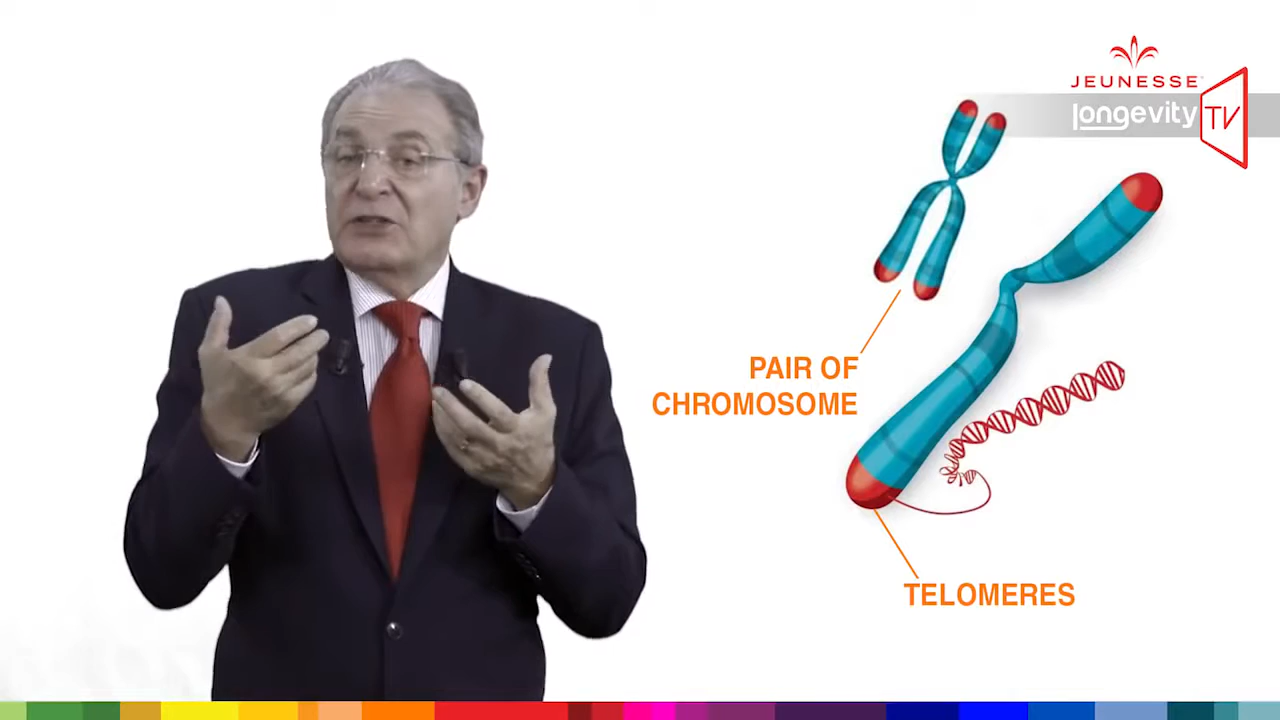 JEUNESSE
longevity TV
PAIR OF
CHROMOSOME
TELOMERES